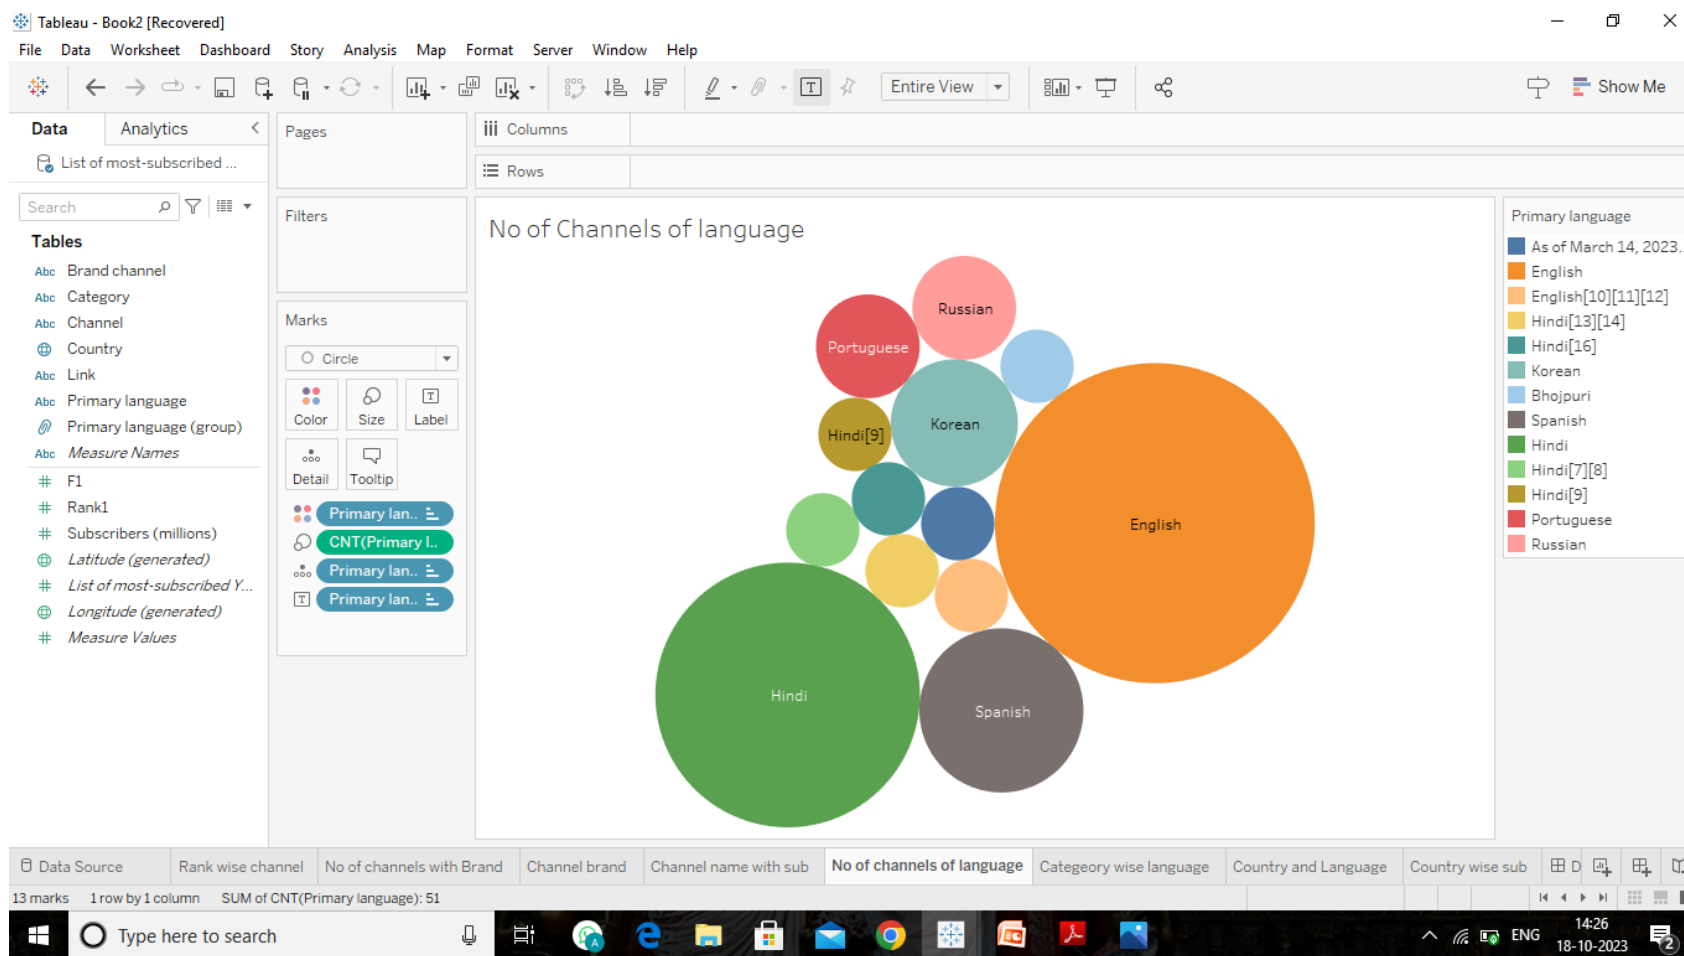 Tableau - Book2 [Recovered]
File Data Worksheet Dashboard Story Analysis Map Format Server Window Help
Entire View
Show Me
Data Analytics
List of most-subscribed ...
Search
Tables
Abc Brand channel
Abc Category
Abc Channel
Country
Abc Link
Abc Primary language
Primary language (group)
Abc Measure Names
# F1
# Rank1
# Subscribers (millions)
Latitude (generated)
# List of most-subscribed Y...
Longitude (generated)
# Measure Values
Pages
Filters
Marks
Circle
Color Size Label
Detail Tooltip
Primary lan..
CNT(Primary l..
Primary lan..
Primary lan..
Columns
Rows
No of Channels of language
Russian
Portuguese
Korean
Hindi[9]
English
Hindi
Spanish
Primary language
As of March 14, 2023..
English
English[10][11][12]
Hindi[13][14]
Hindi[16]
Korean
Bhojpuri
Spanish
Hindi
Hindi[7][8]
Hindi[9]
Portuguese
Russian
Data Source Rank wise channel No of channels with Brand Channel brand Channel name with sub No of channels of language Categeory wise language Country and Language Country wise sub D
13 marks 1 row by 1 column SUM of CNT(Primary language): 51
Type here to search
ENG
14:26
18-10-2023
2